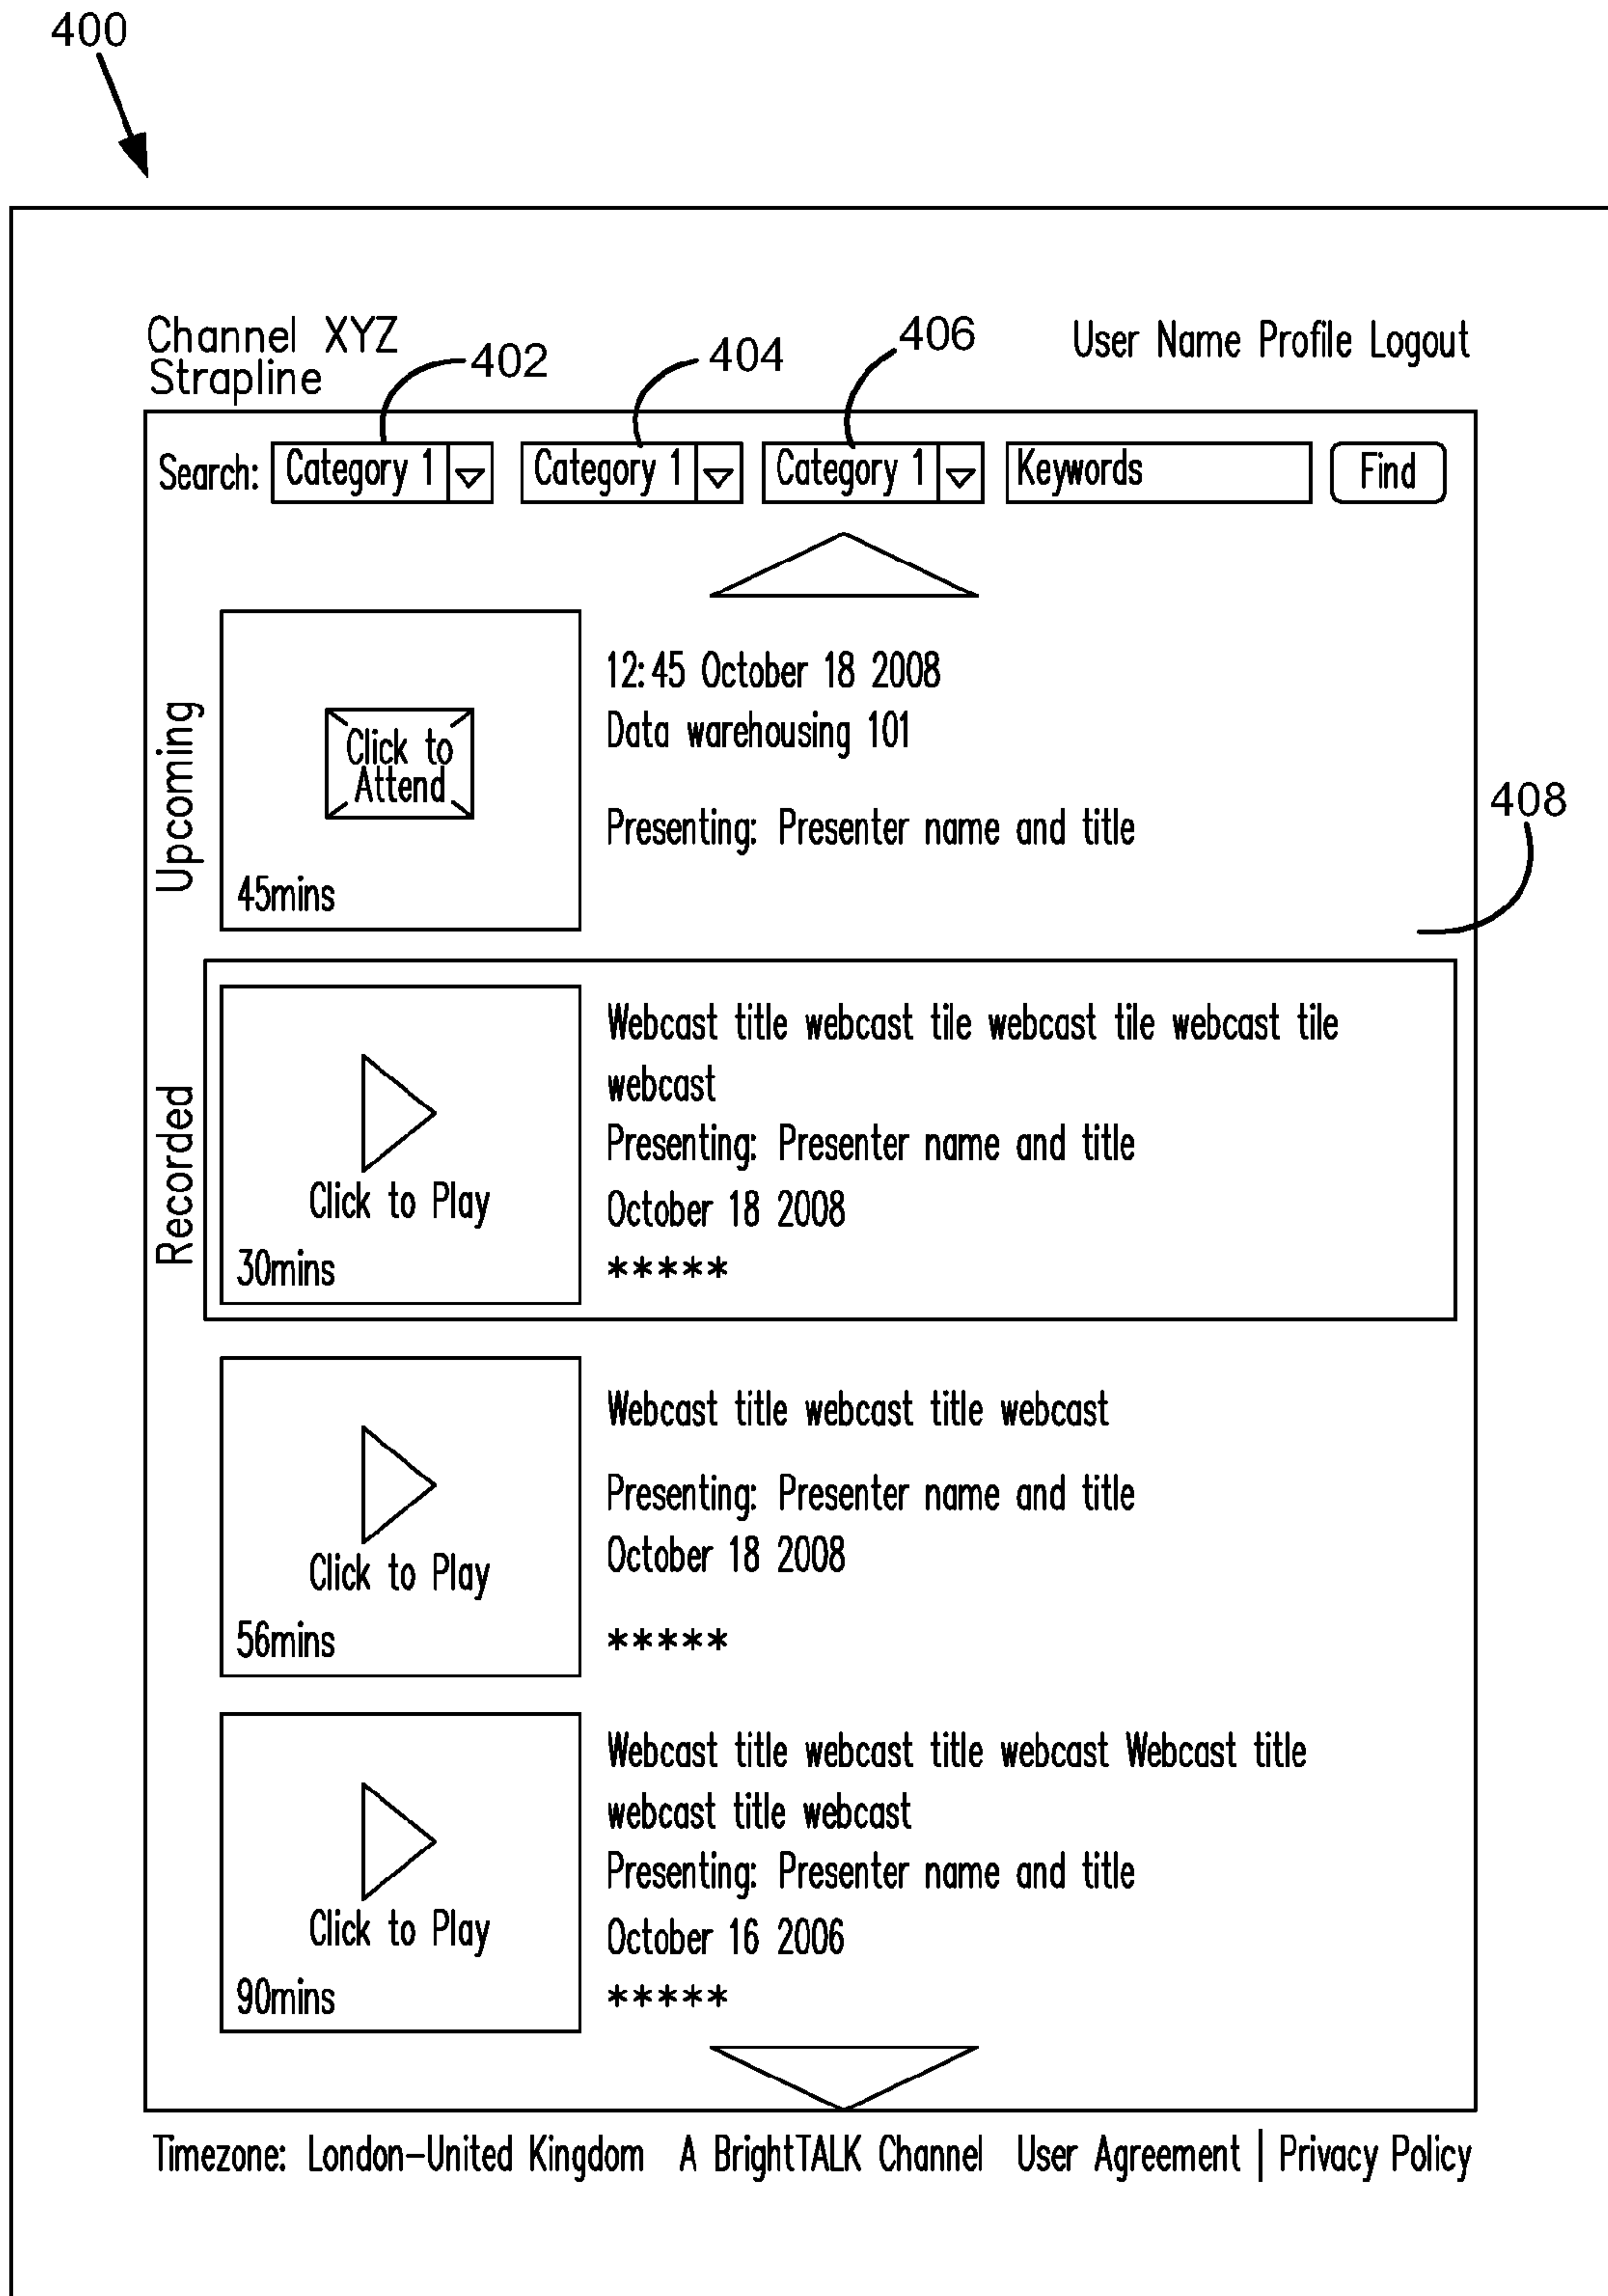 400
Channel XYZ
Strapline
402
404
406
User Name Profile Logout
Search: Category 1 Category 1 Category 1 Keywords Find
Upcoming
Click to
Attend
45mins
12:45 October 18 2008
Data warehousing 101
Presenting: Presenter name and title
408
Recorded
Click to Play
30mins
Webcast title webcast tile webcast tile webcast tile
webcast
Presenting: Presenter name and title
October 18 2008
*****
Click to Play
56mins
Webcast title webcast title webcast
Presenting: Presenter name and title
October 18 2008
*****
Click to Play
90mins
Webcast title webcast title webcast Webcast title
webcast title webcast
Presenting: Presenter name and title
October 16 2006
*****
Timezone: London-United Kingdom A BrightTALK Channel User Agreement | Privacy Policy